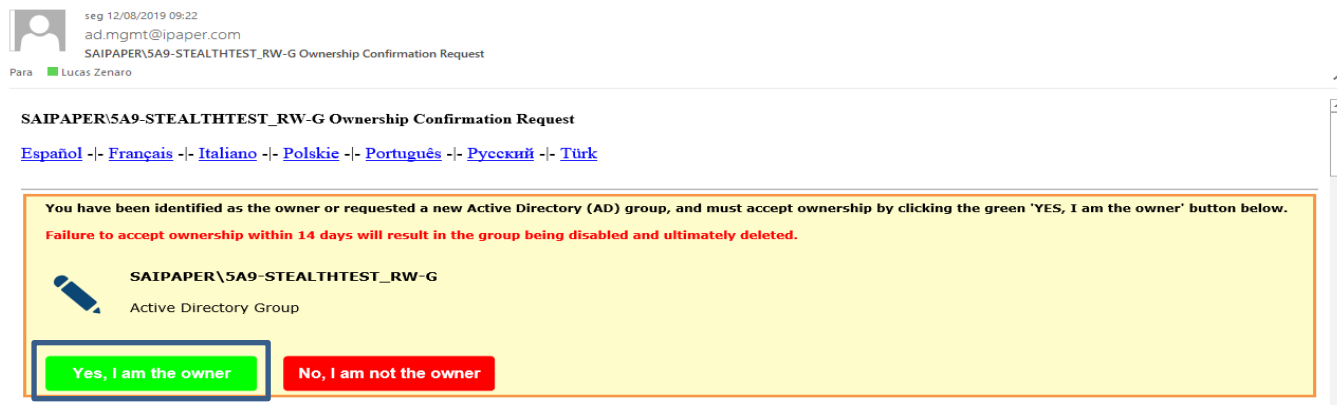 seg 12/08/2019 09:22
ad.mgmt@ipaper.com
SAIPAPER\5A9-STEALTHTEST_RW-G Ownership Confirmation Request
Para Lucas Zenaro
SAIPAPER\5A9-STEALTHTEST_RW-G Ownership Confirmation Request
Español -|- Français -|- Italiano -|- Polskie -|- Português -|- Русский -|- Türk
You have been identified as the owner or requested a new Active Directory (AD) group, and must accept ownership by clicking the green 'YES, I am the owner' button below.
Failure to accept ownership within 14 days will result in the group being disabled and ultimately deleted.
SAIPAPER\5A9-STEALTHTEST_RW-G
Active Directory Group
Yes, I am the owner No, I am not the owner